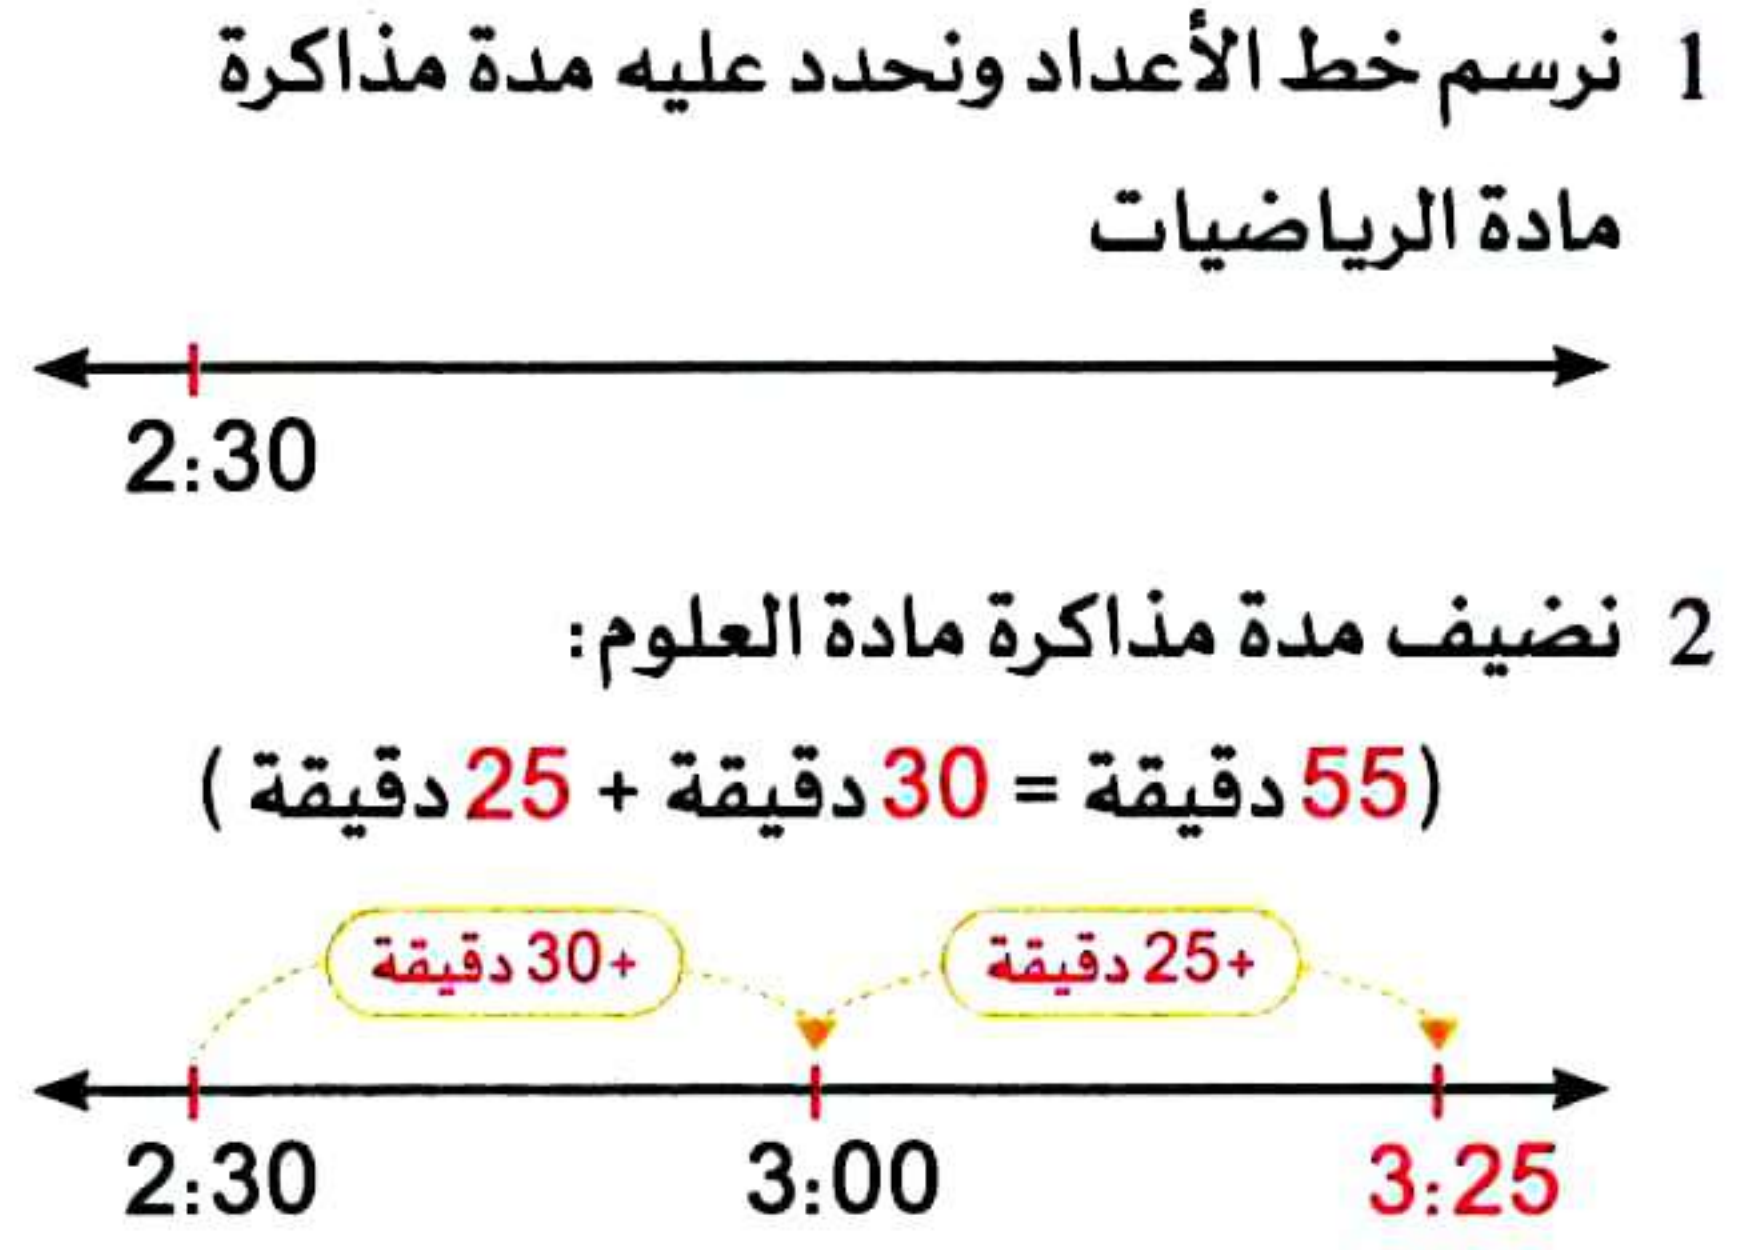 1 نرسم خط الأعداد ونحدد عليه مدة مذاكرة
مادة الرياضيات
2:30
2 نضيف مدة مذاكرة مادة العلوم:
(55 دقيقة = 30 دقيقة + 25 دقيقة )
+30 دقيقة +25 دقيقة
2:30 3:00 3:25